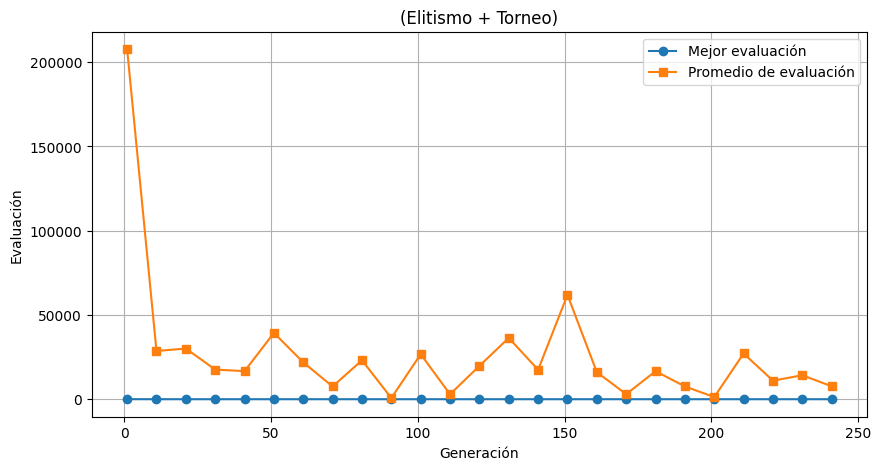 (Elitismo + Torneo)
Mejor evaluación
Promedio de evaluación
200000
150000
100000
50000
0
Evaluación
0 50 100 150 200 250
Generación